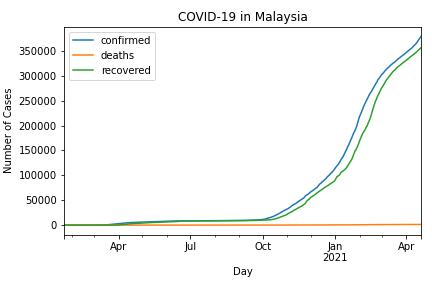 COVID-19 in Malaysia
confirmed
deaths
recovered
Number of Cases
350000
300000
250000
200000
150000
100000
50000
0
Apr
Jul
Oct
Jan
2021
Apr
Day